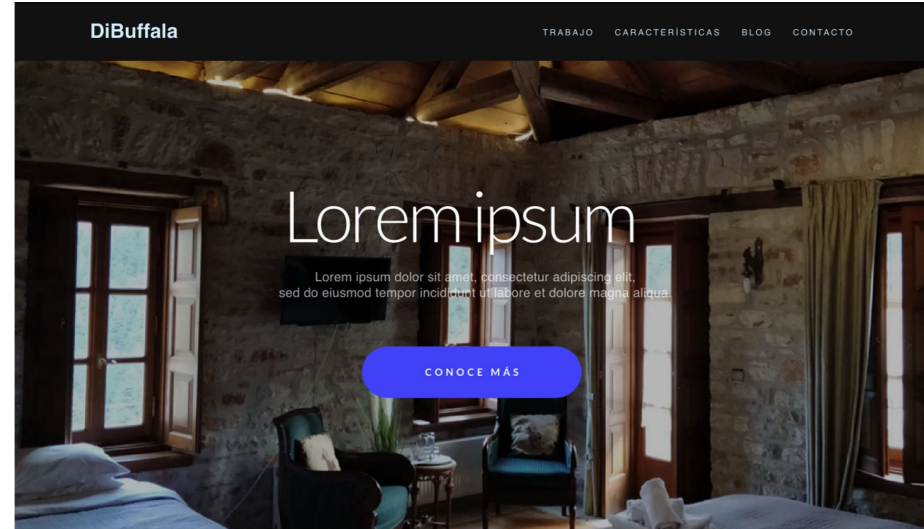 DiBuffala
TRABAJO CARACTERÍSTICAS BLOG CONTACTO
Lorem ipsum
Lorem ipsum dolor sit amet, consectetur adipiscing elit,
sed do eiusmod tempor incididunt ut labore et dolore magna aliqua.
CONOCE MÁS